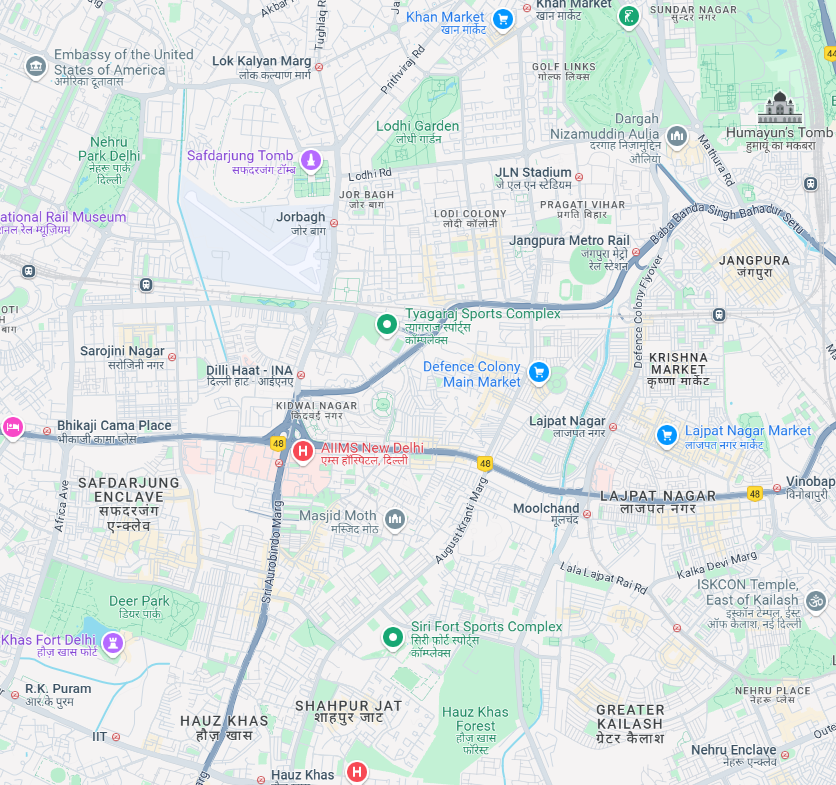 Khan Market
खान मार्केट
Khan Market
खान मार्केट
SUNDAR NAGAR
सुन्दर नगर
Akbar
Tughlaq Rd
Prithviraj Rd
44
Embassy of the United
States of America
अमेरिका दूतावास
Lok Kalyan Marg
लोक कल्याण मार्ग
GOLF LINKS
गोल्फ लिंक्स
Lodhi Garden
लोधी गार्डन
Dargah
Nizamuddin Aulia
दरगाह निजामुद्दिन
औलिया
Humayun's Tomb
हुमायूं का मकबरा
Nehru
Park Delhi
नेहरू पार्क
दिल्ली
Safdarjung Tomb
सफदरजंग टॉम्ब
Lodhi Rd
JLN Stadium
जे एल एन स्टेडियम
Mathura Rd
JOR BAGH
जोर बाग
ational Rail Museum
शनल रेल म्यूजियम
Jorbagh
जोर बाग
LODI COLONY
लोदी कॉलोनी
PRAGATI VIHAR
प्रगति विहार
Baba Banda Singh Bahadur Setu
Jangpura Metro Rail
जंगपुरा मेट्रो
रेल स्टेशन
JANGPURA
जंगपुरा
OTI
बाग
Defence Colony Flyover
Tyagaraj Sports Complex
त्यागराज स्पोर्ट्स
कॉम्प्लेक्स
Sarojini Nagar
सरोजिनी नगर
Dilli Haat - INA
दिल्ली हाट - आईएनए
Defence Colony
Main Market
KRISHNA
MARKET
कृष्णा मार्केट
KIDWAI NAGAR
किदवई नगर
Bhikaji Cama Place
भीकाजी कामा प्लेस
48
AIIMS New Delhi
एम्स हॉस्पिटल, दिल्ली
48
Lajpat Nagar
लाजपत नगर
Lajpat Nagar Market
लाजपत नगर मार्केट
SAFDARJUNG
ENCLAVE
सफदरजंग
एन्क्लेव
Africa Ave
Sri Aurobindo Marg
Masjid Moth
मस्जिद मोठ
August Kranti Marg
Moolchand
मूलचंद
LAJPAT NAGAR
लाजपत नगर
48
Vinobap
विनोबापुरी
Lala Lajpat Rai Rd
Kalka Devi Marg
ISKCON Temple,
East of Kailash
इस्कॉन टेम्पल, ईस्ट
ऑफ कैलाश, नई दिल्ली
Deer Park
डियर पार्क
Khas Fort Delhi
हौज़ खास फोर्ट
Siri Fort Sports Complex
सिरी फ़ोर्ट स्पोर्ट्स
कॉम्प्लेक्स
R.K. Puram
आर.के पुरम
HAUZ KHAS
हौज़ खास
SHAHPUR JAT
शाहपुर जाट
Hauz Khas
Forest
हौज खास
फॉरेस्ट
GREATER
KAILASH
ग्रेटर कैलाश
NEHRU PLACE
नेहरू प्लेस
IIT
Oute
Nehru Enclave
नेहरू एन्क्लेव
Hauz Khas